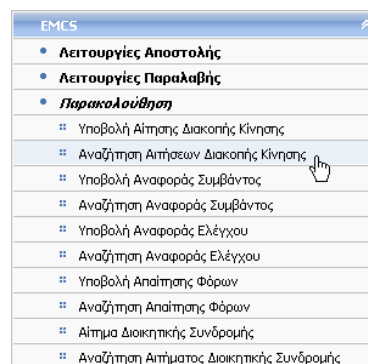 EMCS
Λειτουργίες Αποστολής
Λειτουργίες Παραλαβής
Παρακολούθηση
Υποβολή Αίτησης Διακοπής Κίνησης
Αναζήτηση Αιτήσεων Διακοπής Κίνησης
Υποβολή Αναφοράς Συμβάντος
Αναζήτηση Αναφοράς Συμβάντος
Υποβολή Αναφοράς Ελέγχου
Αναζήτηση Αναφοράς Ελέγχου
Υποβολή Απαίτησης Φόρων
Αναζήτηση Απαίτησης Φόρων
Αίτημα Διοικητικής Συνδρομής
Αναζήτηση Αιτήματος Διοικητικής Συνδρομής